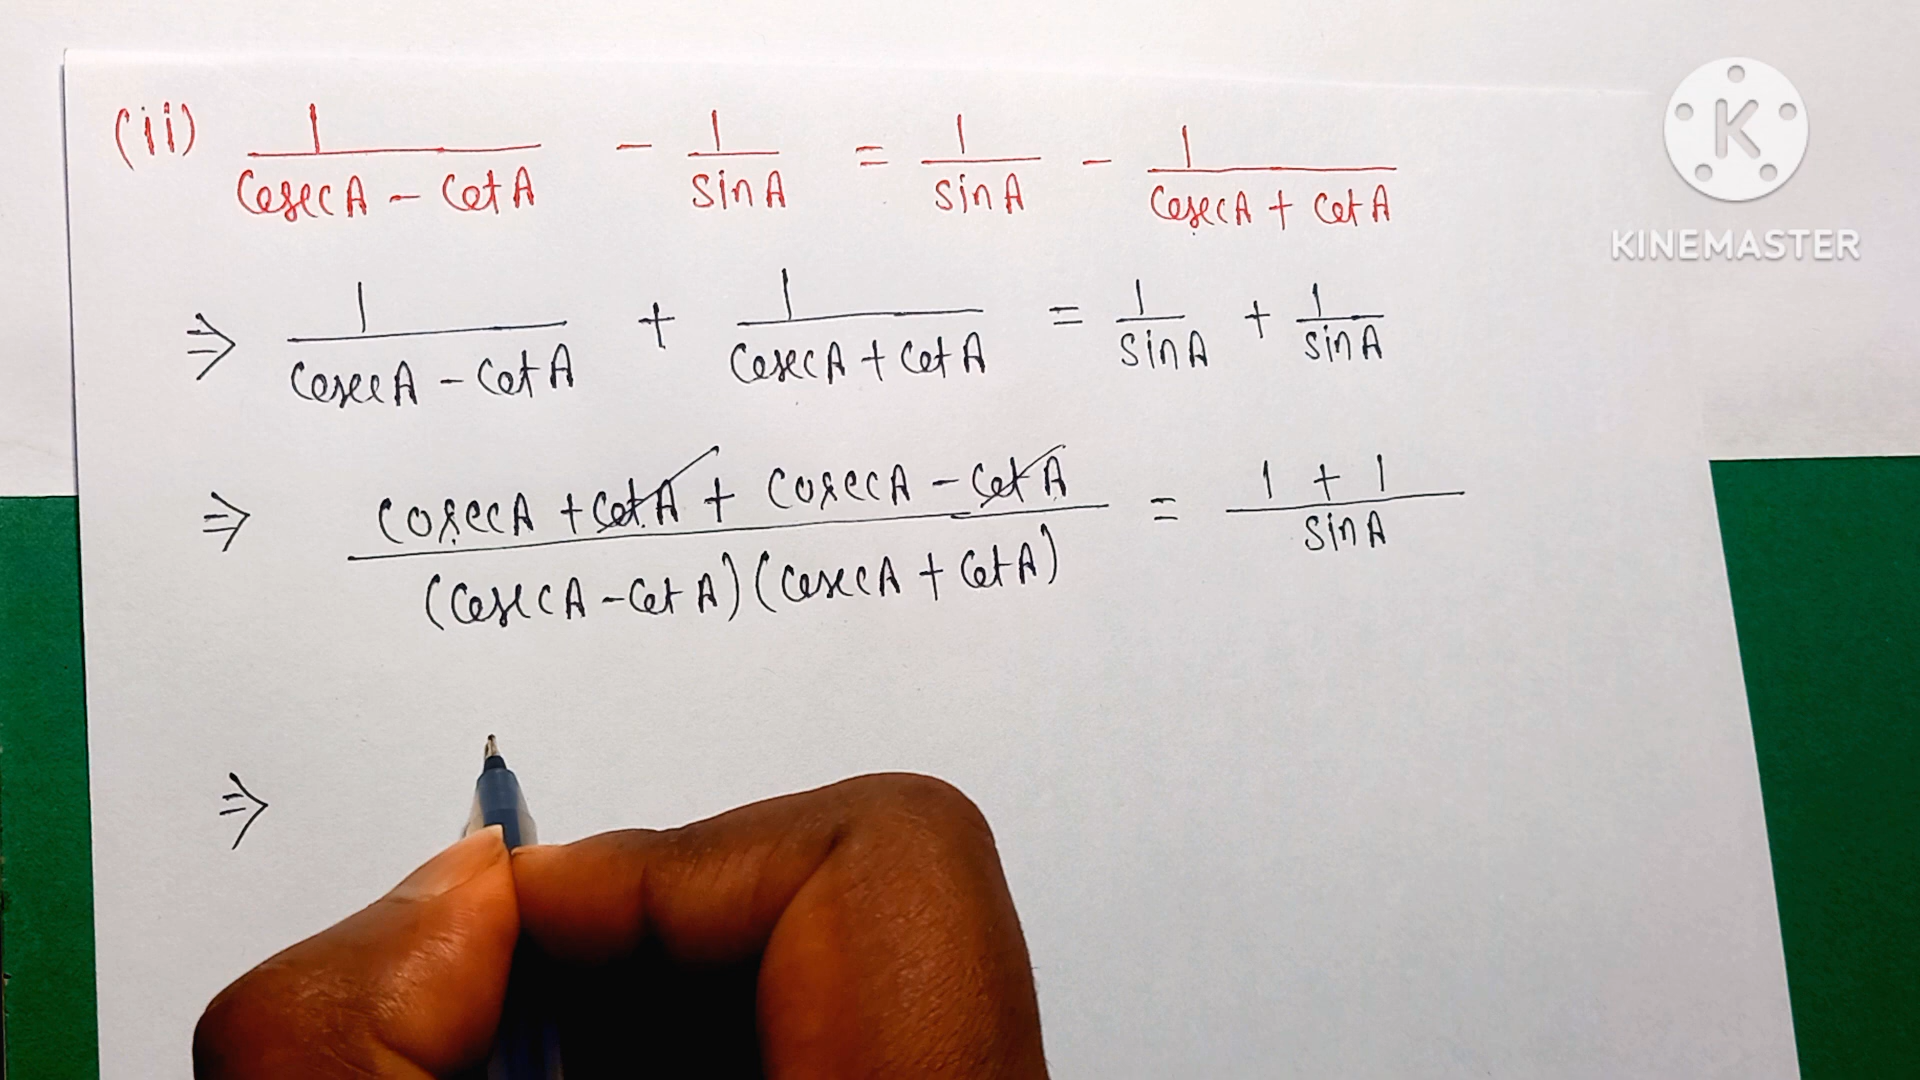 (ii) 1/(CosecA - CotA) - 1/sinA = 1/sinA - 1/(CosecA + CotA)
K
KINEMASTER
⇒ 1/(CosecA - CotA) + 1/(CosecA + CotA) = 1/sinA + 1/sinA
⇒ (CosecA + CotA + CosecA - CotA)/((CosecA - CotA)(CosecA + CotA)) = (1 + 1)/sinA
⇒